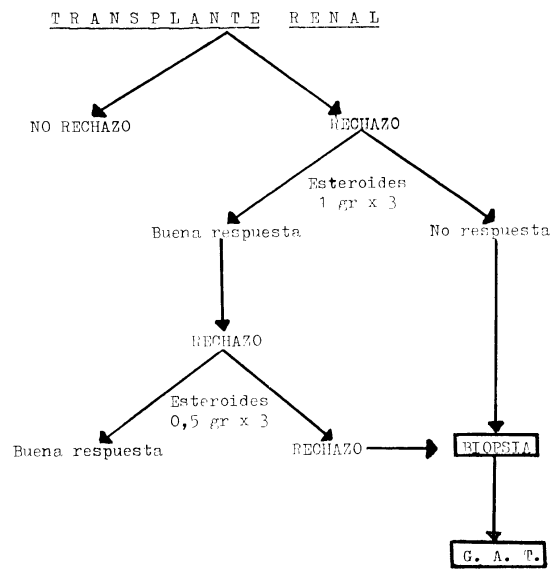 TRANSPLANTE RENAL
NO RECHAZO
RECHAZO
Esteroides
1 gr x 3
Buena respuesta
No respuesta
RECHAZO
Esteroides
0,5 gr x 3
Buena respuesta
RECHAZO
BIOPSIA
G. A. T.